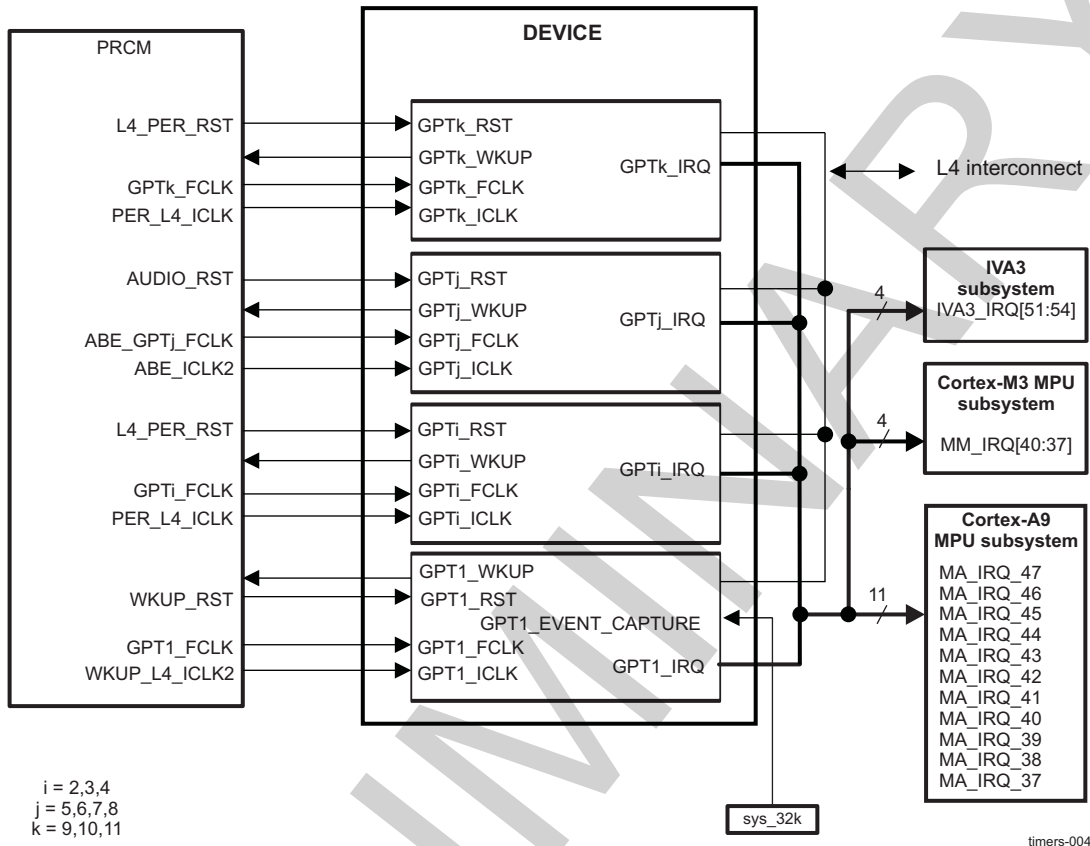 DEVICE
PRCM
L4_PER_RST
GPTk_FCLK
PER_L4_ICLK
AUDIO_RST
ABE_GPTj_FCLK
ABE_ICLK2
L4_PER_RST
GPTi_FCLK
PER_L4_ICLK
WKUP_RST
GPT1_FCLK
WKUP_L4_ICLK2
GPTk_RST
GPTk_WKUP
GPTk_IRQ
GPTk_FCLK
GPTk_ICLK
GPTj_RST
GPTj_WKUP
GPTj_IRQ
GPTj_FCLK
GPTj_ICLK
GPTi_RST
GPTi_WKUP
GPTi_IRQ
GPTi_FCLK
GPTi_ICLK
GPT1_WKUP
GPT1_RST
GPT1_EVENT_CAPTURE
GPT1_FCLK
GPT1_IRQ
GPT1_ICLK
L4 interconnect
4
IVA3
subsystem
IVA3_IRQ[51:54]
4
Cortex-M3 MPU
subsystem
MM_IRQ[40:37]
11
Cortex-A9
MPU subsystem
MA_IRQ_47
MA_IRQ_46
MA_IRQ_45
MA_IRQ_44
MA_IRQ_43
MA_IRQ_42
MA_IRQ_41
MA_IRQ_40
MA_IRQ_39
MA_IRQ_38
MA_IRQ_37
i = 2,3,4
j = 5,6,7,8
k = 9,10,11
sys_32k
timers-004
IMINARY